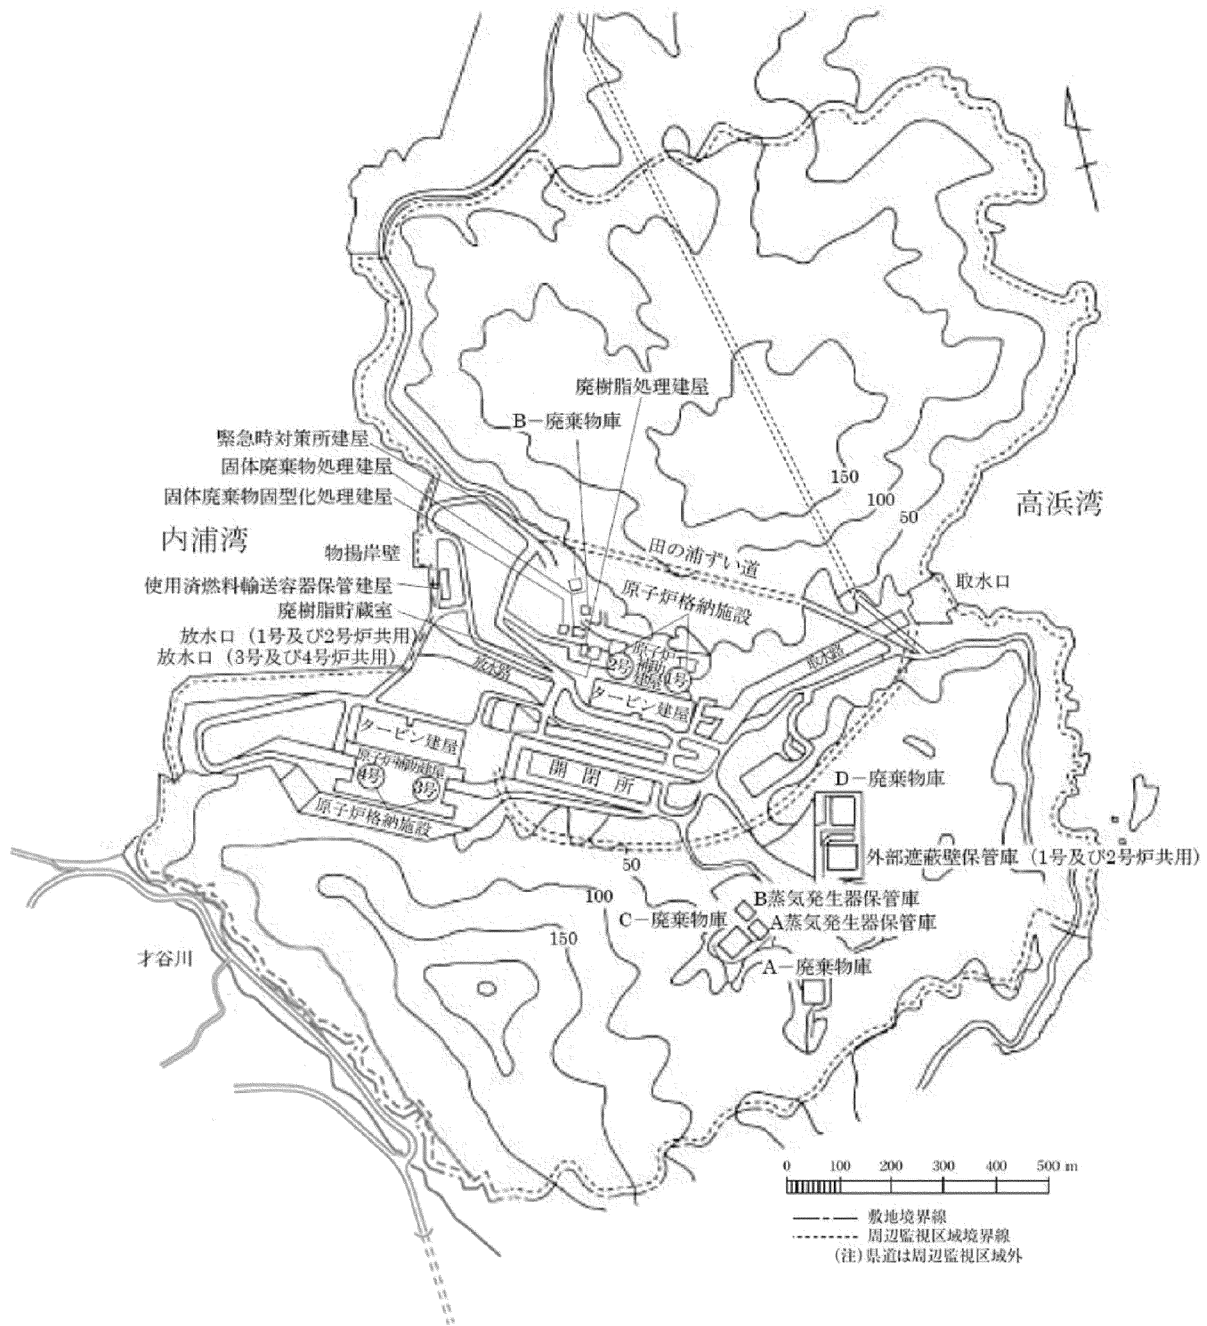 廃樹脂処理建屋
B－廃棄物庫
緊急時対策所建屋
固体廃棄物処理建屋
固体廃棄物固型化処理建屋
150
100
50
高浜湾
内浦湾
物揚岸壁
田の浦ずい道
取水口
使用済燃料輸送容器保管建屋
原子炉格納施設
廃樹脂貯蔵室
放水口（1号及び2号炉共用）
放水口（3号及び4号炉共用）
放水路
原子炉
補助
建屋
2号
1号
取水路
タービン建屋
タービン建屋
原子炉補助建屋
4号
3号
開閉所
原子炉格納施設
D－廃棄物庫
外部遮蔽壁保管庫（1号及び2号炉共用）
50
100
150
B蒸気発生器保管庫
C－廃棄物庫
A蒸気発生器保管庫
A－廃棄物庫
才谷川
0 100 200 300 400 500 m
敷地境界線
周辺監視区域境界線
（注）県道は周辺監視区域外